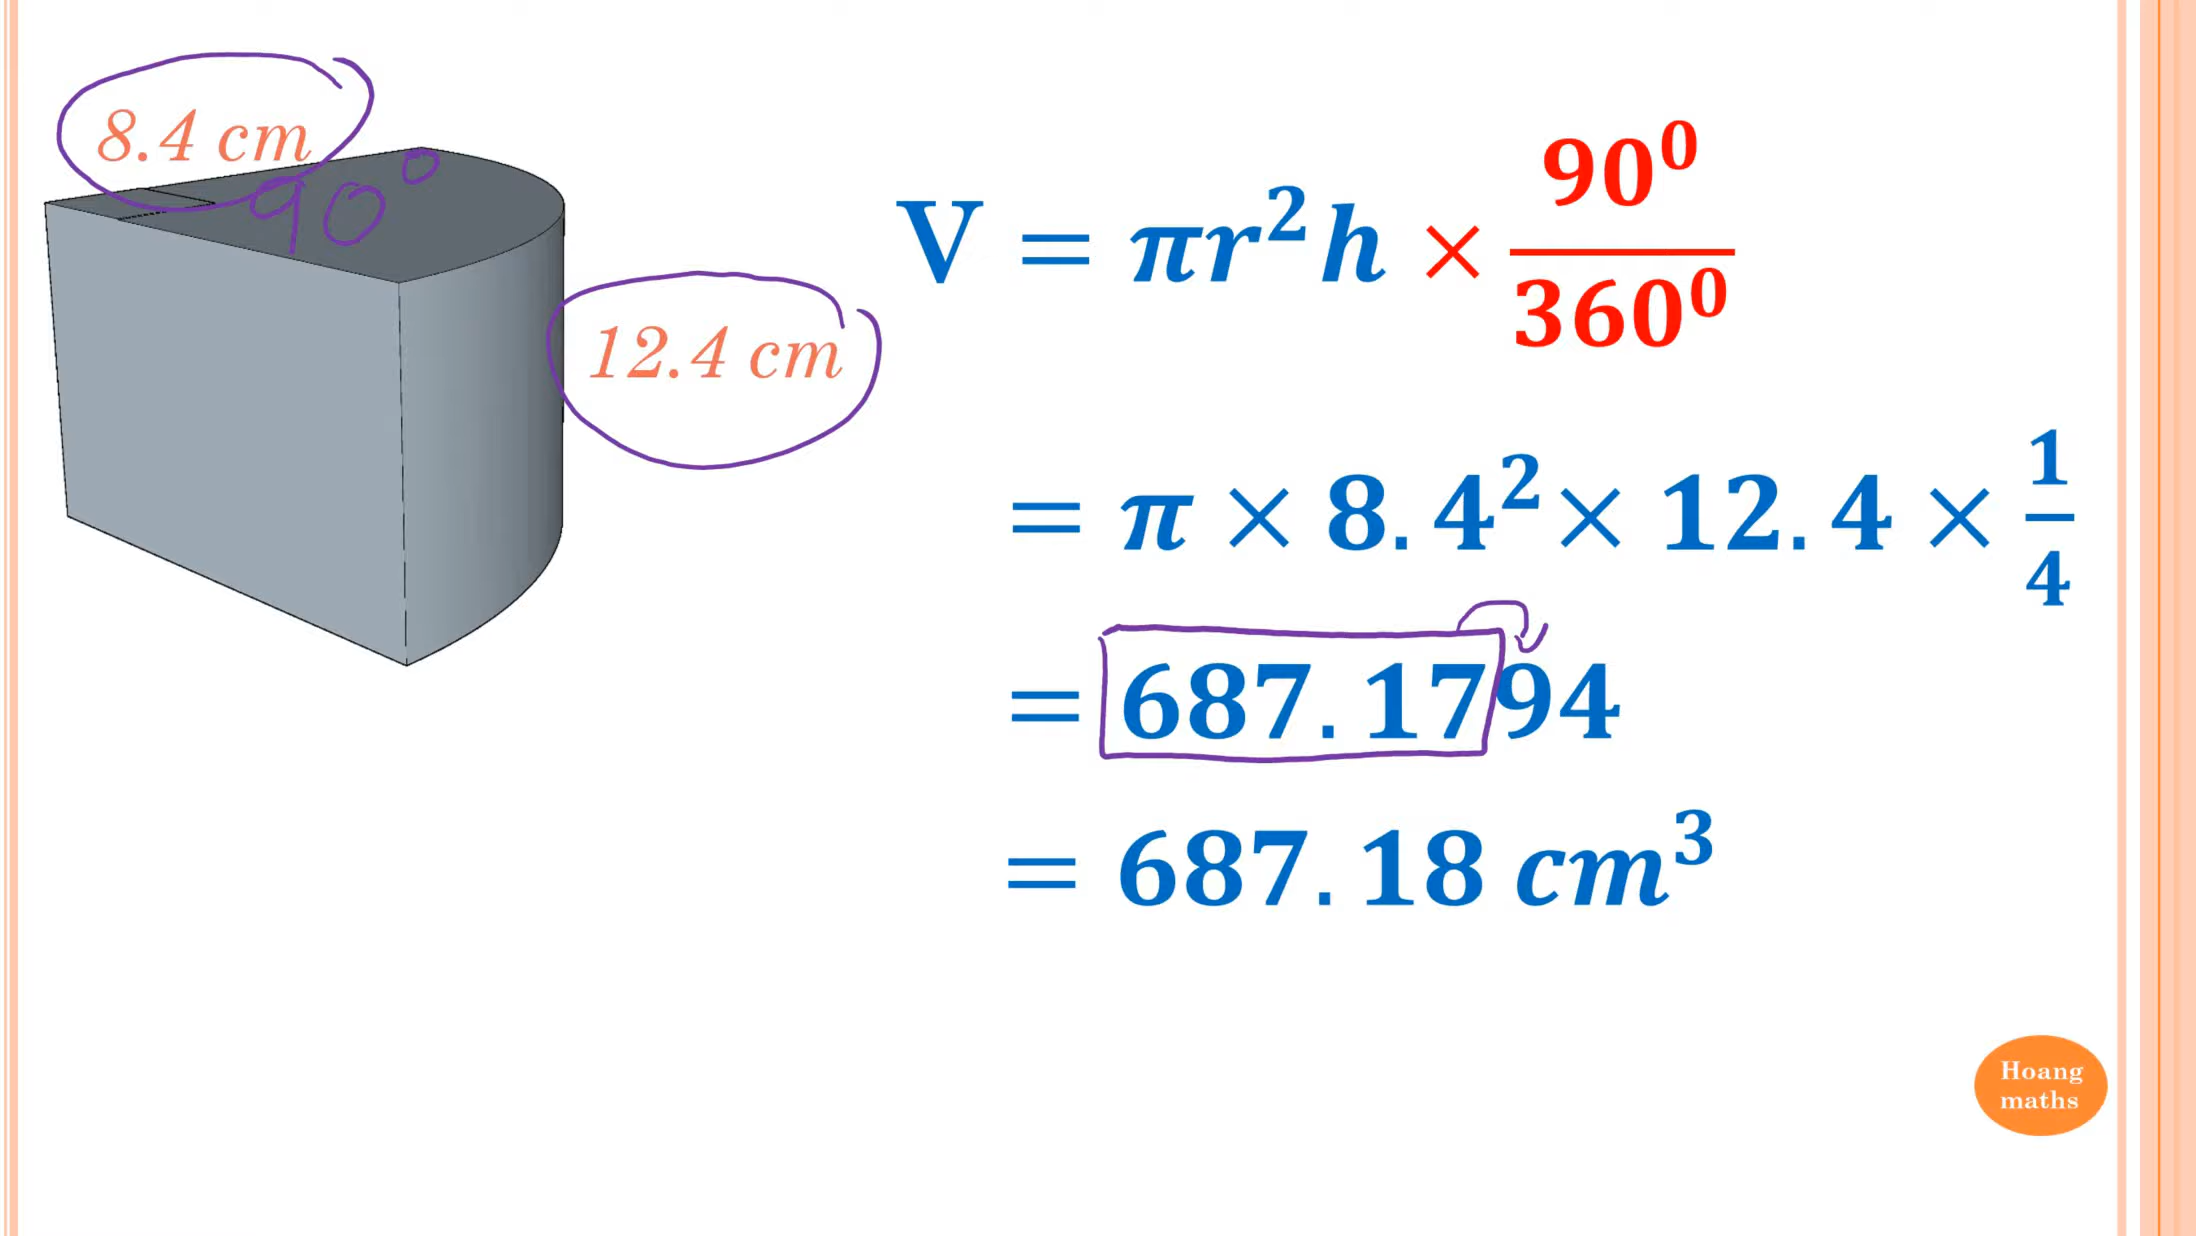 8.4 cm
90°
12.4 cm
V = πr²h × 90⁰/360⁰
= π × 8.4² × 12.4 × 1/4
= 687.1794
= 687.18 cm³
Hoang
maths